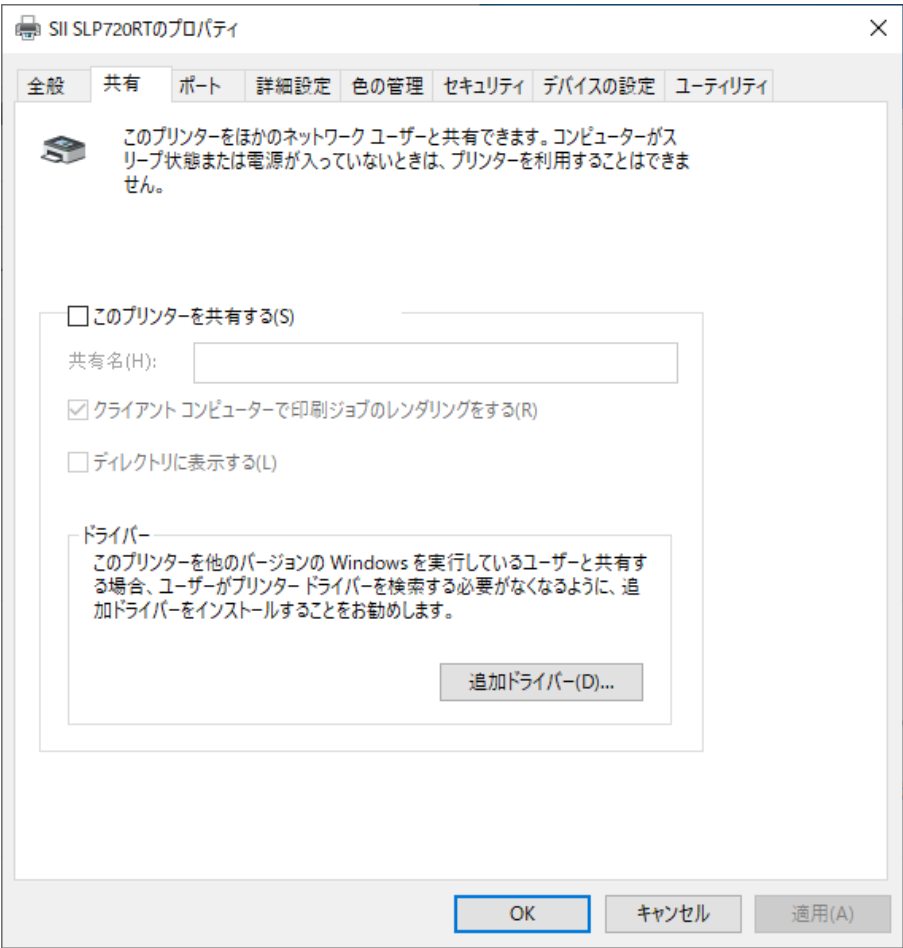 SII SLP720RTのプロパティ
全般
共有
ポート
詳細設定
色の管理
セキュリティ
デバイスの設定
ユーティリティ
このプリンターをほかのネットワーク ユーザーと共有できます。コンピューターがス
リープ状態または電源が入っていないときは、プリンターを利用することはできま
せん。
このプリンターを共有する(S)
共有名(H):
クライアント コンピューターで印刷ジョブのレンダリングをする(R)
ディレクトリに表示する(L)
ドライバー
このプリンターを他のバージョンの Windows を実行しているユーザーと共有す
る場合、ユーザーがプリンター ドライバーを検索する必要がなくなるように、追
加ドライバーをインストールすることをお勧めします。
追加ドライバー(D)...
OK
キャンセル
適用(A)